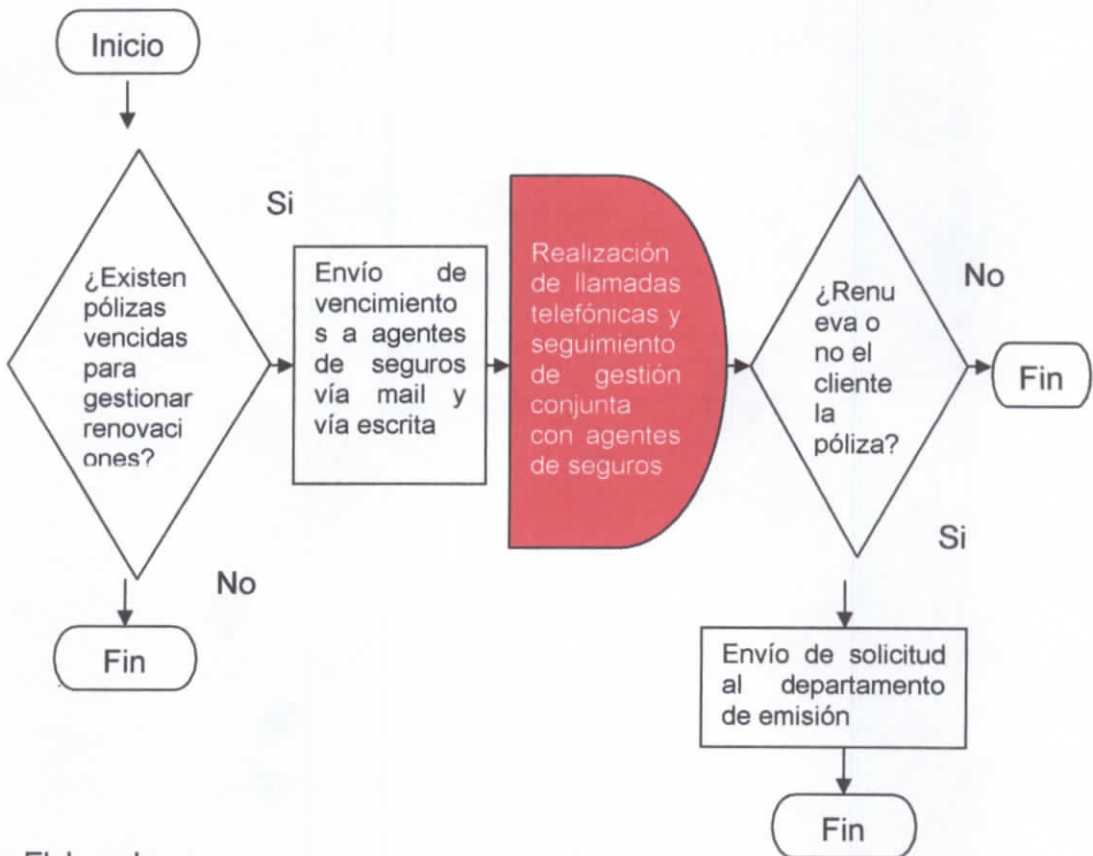 Inicio
Si
¿Existen
pólizas
vencidas
para
gestionar
renovaci
ones?
Envío de
vencimiento
s a agentes
de seguros
vía mail y
vía escrita
Realización
de llamadas
telefónicas y
seguimiento
de gestión
conjunta
con agentes
de seguros
¿Renu
eva o
no el
cliente
la
póliza?
No
Fin
No
Fin
Si
Envío de solicitud
al departamento
de emisión
Fin